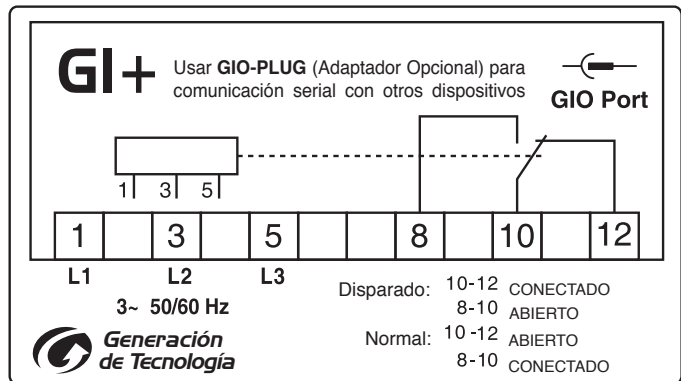 GI+
Usar GIO-PLUG (Adaptador Opcional) para
comunicación serial con otros dispositivos
GIO Port
1 3 5
1 3 5 8 10 12
L1 L2 L3
3~ 50/60 Hz
Generación
de Tecnología
Disparado: 10-12 CONECTADO
8-10 ABIERTO
Normal: 10-12 ABIERTO
8-10 CONECTADO